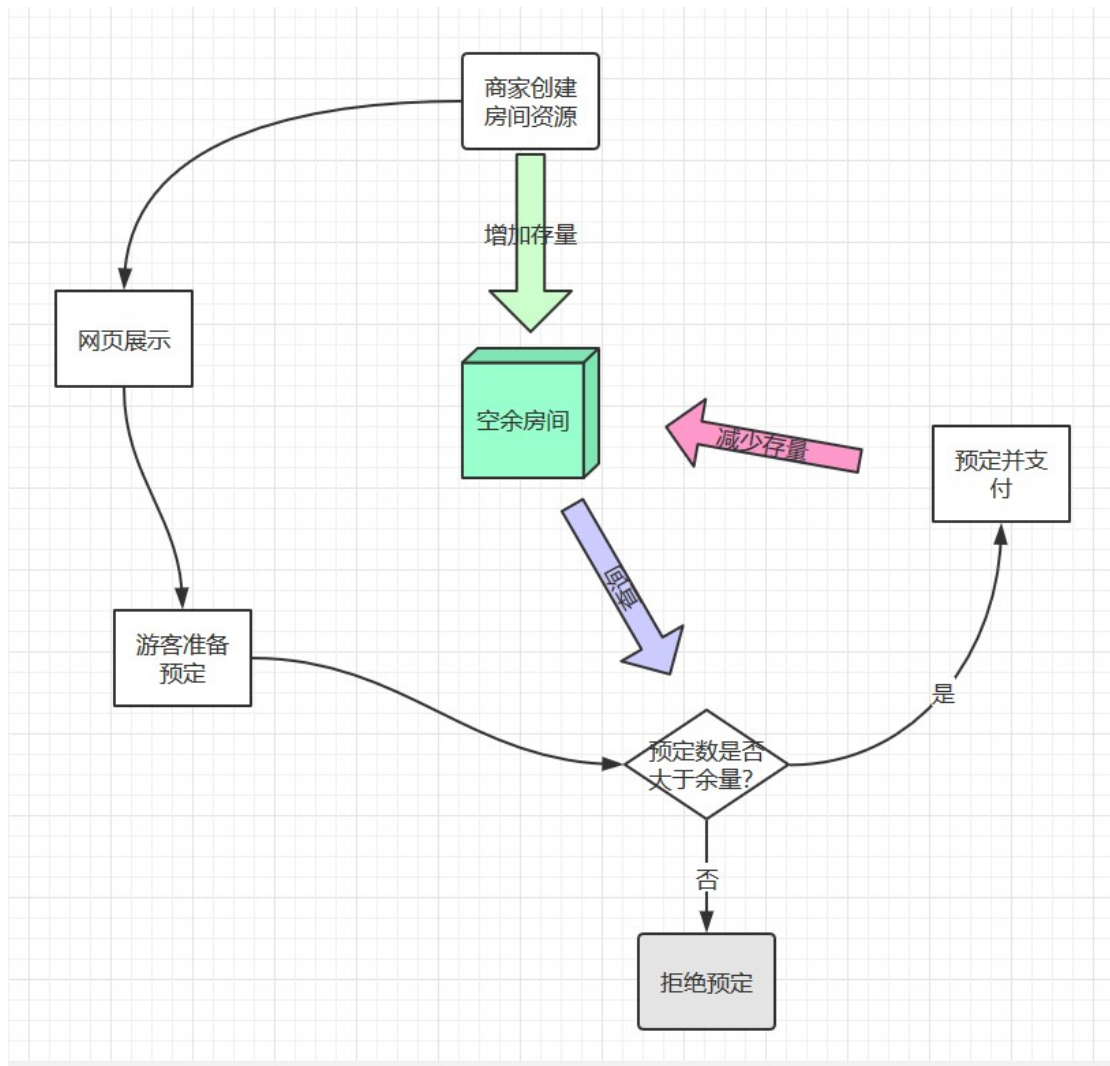 商家创建
房间资源
增加存量
网页展示
空余房间
减少存量
预定并支
付
查询
游客准备
预定
是
预定数是否
大于余量?
否
拒绝预定